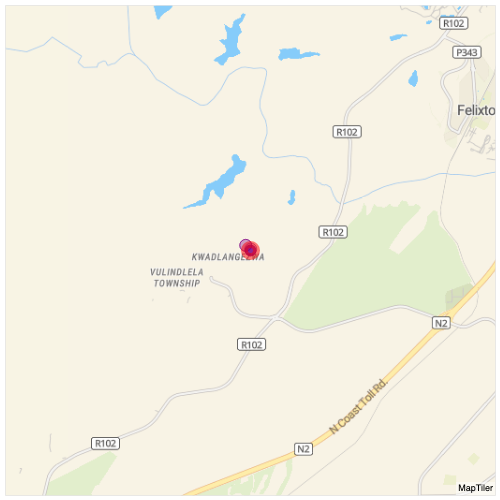 R102
P343
Felixto
R102
R102
KWADLANGEZWA
VULINDLELA
TOWNSHIP
N2
R102
N Coast Toll Rd.
R102
N2
MapTiler